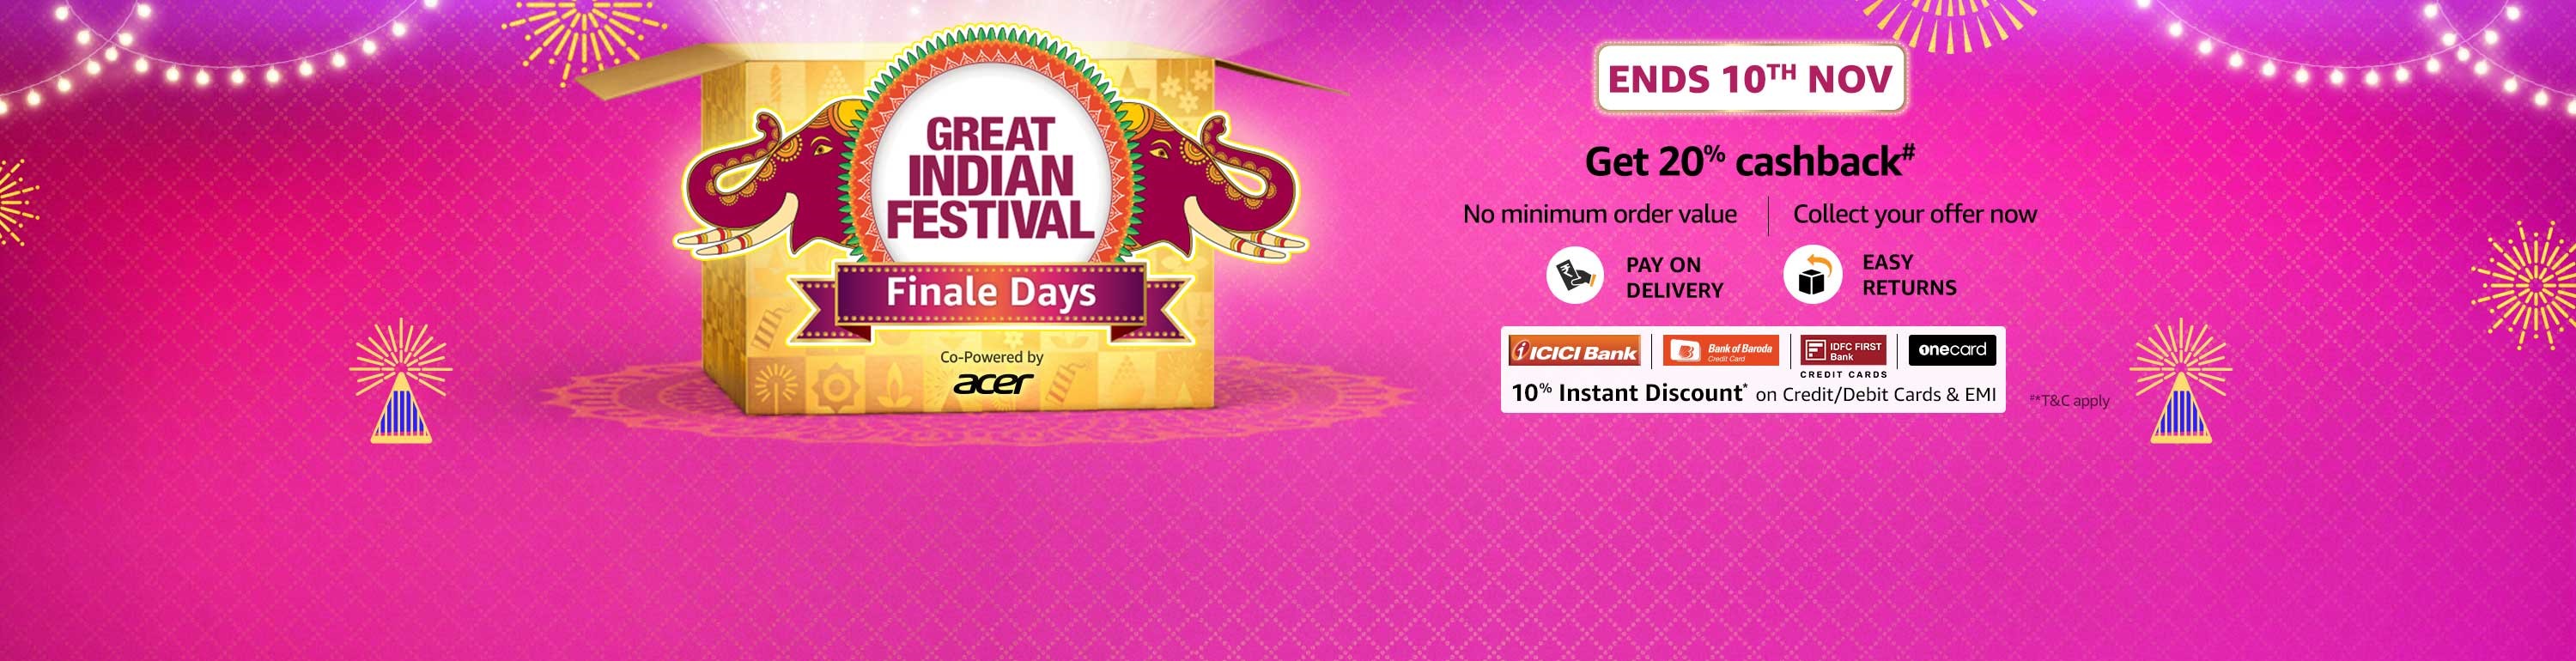 GREAT
INDIAN
FESTIVAL
Finale Days
Co-Powered by
acer
ENDS 10TH NOV
Get 20% cashback#
No minimum order value | Collect your offer now
PAY ON
DELIVERY
EASY
RETURNS
ICICI Bank
Bank of Baroda
Credit Card
IDFC FIRST
Bank
CREDIT CARDS
onecard
10% Instant Discount* on Credit/Debit Cards & EMI
#*T&C apply